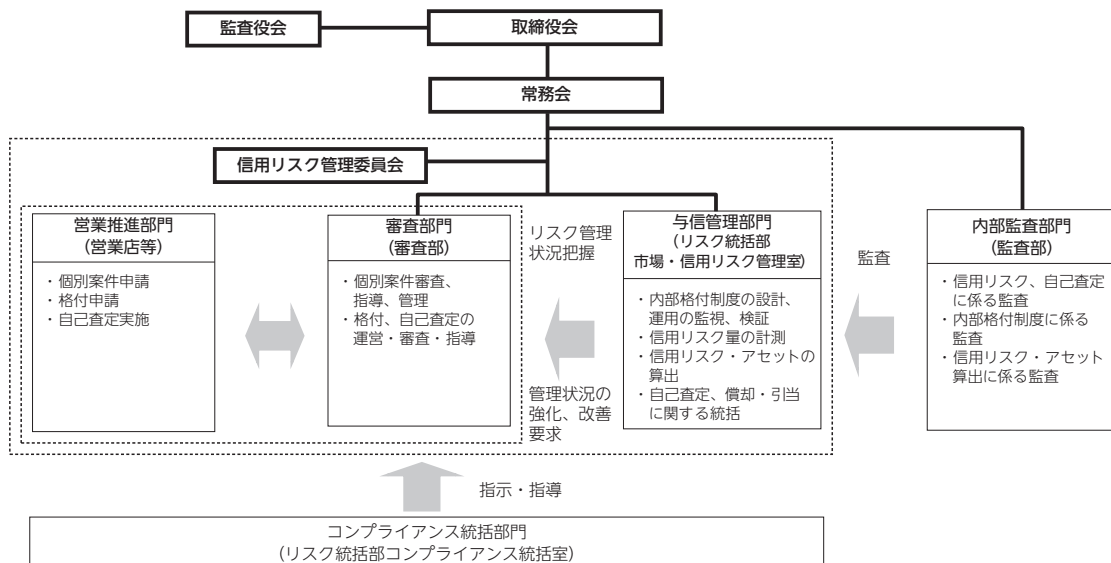 監査役会
取締役会
常務会
信用リスク管理委員会
営業推進部門
(営業店等)
・個別案件申請
・格付申請
・自己査定実施
審査部門
(審査部)
・個別案件審査、
指導、管理
・格付、自己査定の
運営・審査・指導
リスク管理
状況把握
管理状況の
強化、改善
要求
与信管理部門
(リスク統括部
市場・信用リスク管理室)
・内部格付制度の設計、
運用の監視、検証
・信用リスク量の計測
・信用リスク・アセットの
算出
・自己査定、償却・引当
に関する統括
監査
内部監査部門
(監査部)
・信用リスク、自己査定
に係る監査
・内部格付制度に係る
監査
・信用リスク・アセット
算出に係る監査
指示・指導
コンプライアンス統括部門
(リスク統括部コンプライアンス統括室)